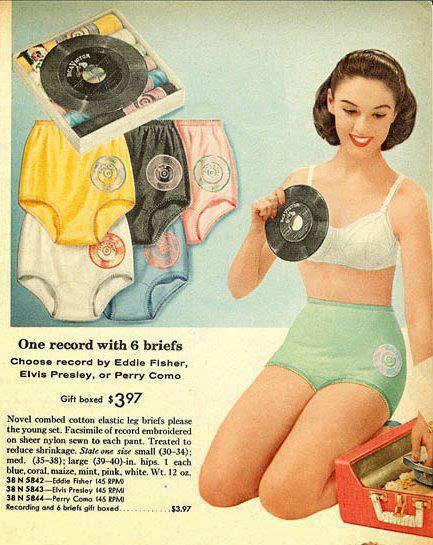 RCA VICTOR
One record with 6 briefs
Choose record by Eddie Fisher,
Elvis Presley, or Perry Como
Gift boxed $3.97
Novel combed cotton elastic leg briefs please
the young set. Facsimile of record embroidered
on sheer nylon sewn to each pant. Treated to
reduce shrinkage. State one size small (30–34);
med. (35–38); large (39–40)-in. hips. 1 each
blue, coral, maize, mint, pink, white. Wt. 12 oz.
38 N 5842—Eddie Fisher (45 RPM)
38 N 5843—Elvis Presley (45 RPM)
38 N 5844—Perry Como (45 RPM)
Recording and 6 briefs gift boxed..............$3.97